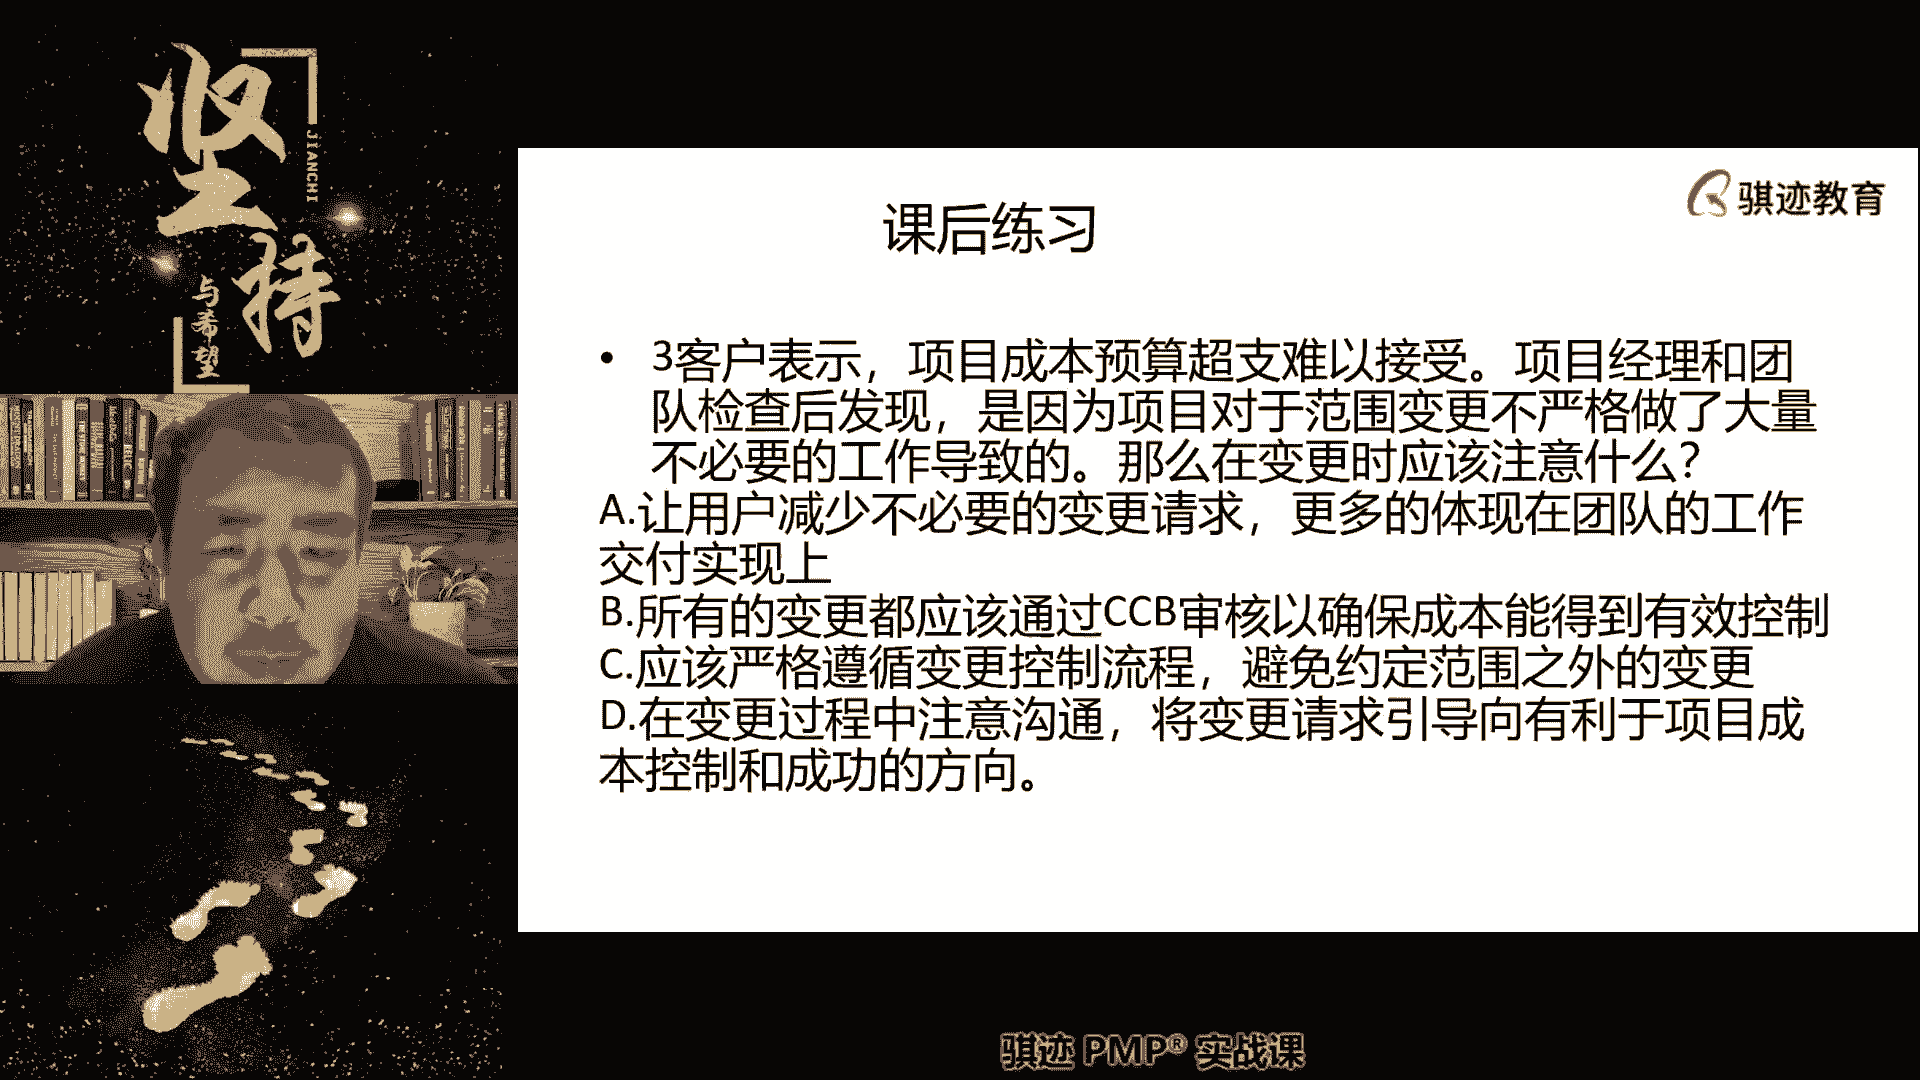 坚持
JIANCHI
与希望
骐迹教育
课后练习
• 3客户表示，项目成本预算超支难以接受。项目经理和团
队检查后发现，是因为项目对于范围变更不严格做了大量
不必要的工作导致的。那么在变更时应该注意什么？
A.让用户减少不必要的变更请求，更多的体现在团队的工作
交付实现上
B.所有的变更都应该通过CCB审核以确保成本能得到有效控制
C.应该严格遵循变更控制流程，避免约定范围之外的变更
D.在变更过程中注意沟通，将变更请求引导向有利于项目成
本控制和成功的方向。
骐迹 PMP® 实战课